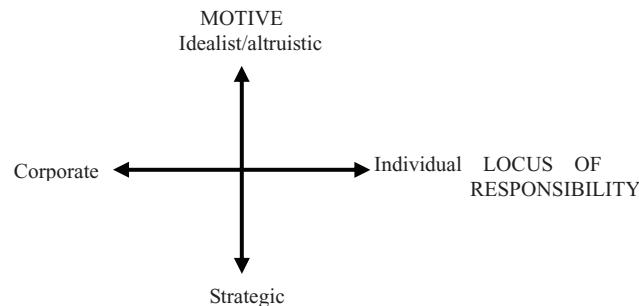 MOTIVE
Idealist/altruistic
Corporate
Individual LOCUS OF
RESPONSIBILITY
Strategic